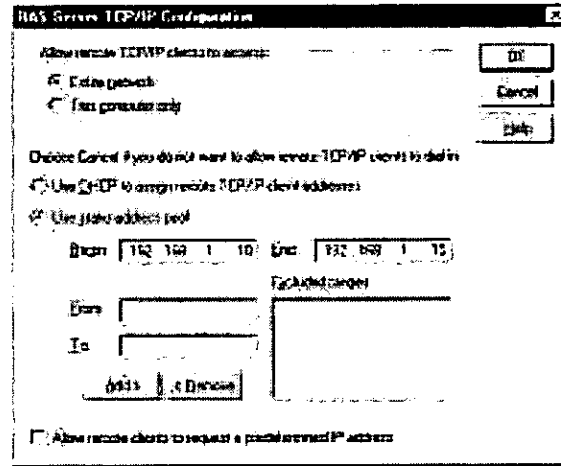 RAS Server TCP/IP Configuration
Allow remote TCP/IP clients to access:
OK
Entire network
This computer only
Cancel
Help
Choose Cancel if you do not want to allow remote TCP/IP clients to dial in
Use DHCP to assign remote TCP/IP client addresses
Use static address pool
Begin: 192 168 1 10 End: 192 168 1
Excluded ranges
From
To
Add > < Remove
Allow remote clients to request a predetermined IP address